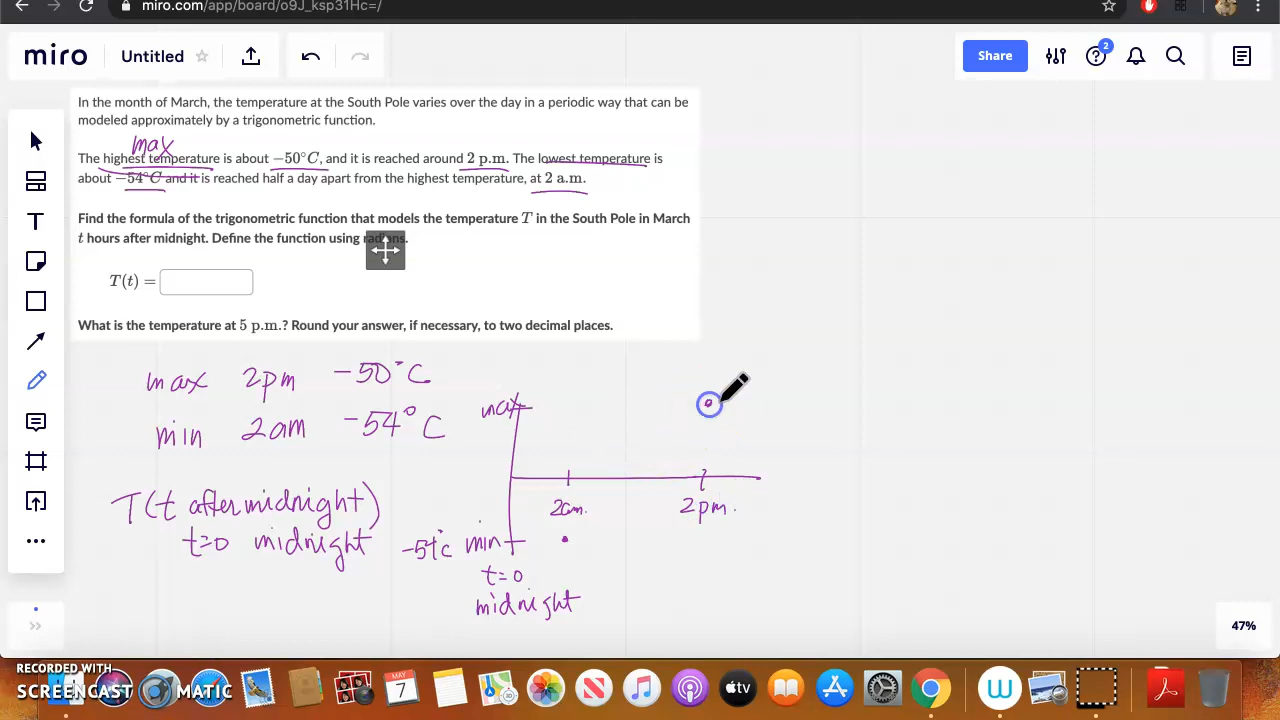 miro.com/app/board/o9J_ksp31Hc=/
miro Untitled Share 2
In the month of March, the temperature at the South Pole varies over the day in a periodic way that can be
modeled approximately by a trigonometric function.
max
The highest temperature is about −50°C, and it is reached around 2 p.m. The lowest temperature is
about −54°C and it is reached half a day apart from the highest temperature, at 2 a.m.
Find the formula of the trigonometric function that models the temperature T in the South Pole in March
t hours after midnight. Define the function using radians.
T(t) =
What is the temperature at 5 p.m.? Round your answer, if necessary, to two decimal places.
max 2pm −50°C
min 2am −54°C
max
T(t after midnight)
t=0 midnight
2am. 2pm.
−54°C min
t=0
midnight
47%
RECORDED WITH
SCREENCAST MATIC
MAY
7
tv
W